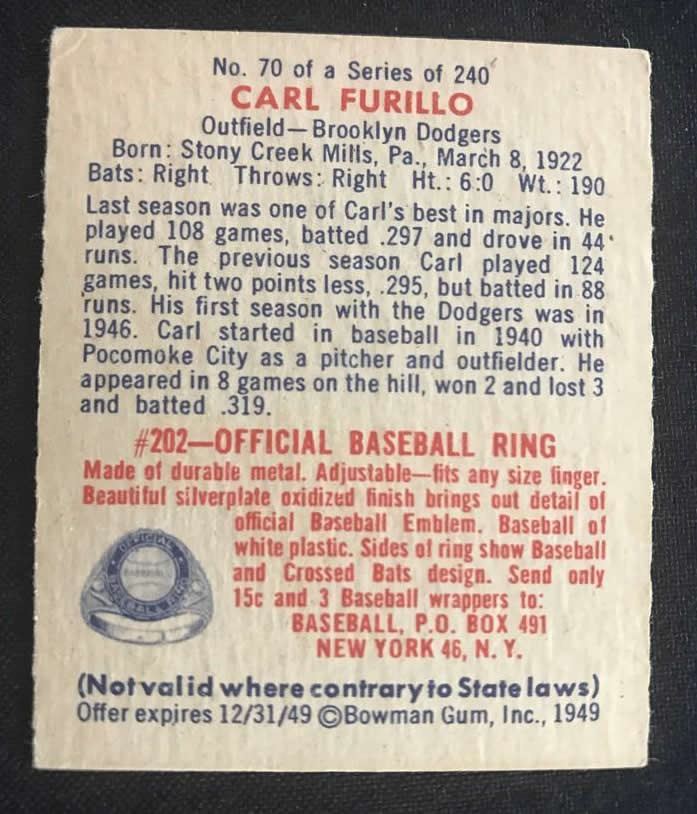 No. 70 of a Series of 240
CARL FURILLO
Outfield—Brooklyn Dodgers
Born: Stony Creek Mills, Pa., March 8, 1922
Bats: Right Throws: Right Ht.: 6:0 Wt.: 190
Last season was one of Carl's best in majors. He
played 108 games, batted .297 and drove in 44
runs. The previous season Carl played 124
games, hit two points less, .295, but batted in 88
runs. His first season with the Dodgers was in
1946. Carl started in baseball in 1940 with
Pocomoke City as a pitcher and outfielder. He
appeared in 8 games on the hill, won 2 and lost 3
and batted .319.
#202—OFFICIAL BASEBALL RING
Made of durable metal. Adjustable—fits any size finger.
Beautiful silverplate oxidized finish brings out detail of
official Baseball Emblem. Baseball of
white plastic. Sides of ring show Baseball
and Crossed Bats design. Send only
15c and 3 Baseball wrappers to:
BASEBALL, P.O. BOX 491
NEW YORK 46, N. Y.
OFFICIAL
BASEBALL RING
(Not valid where contrary to State laws)
Offer expires 12/31/49 ©Bowman Gum, Inc., 1949